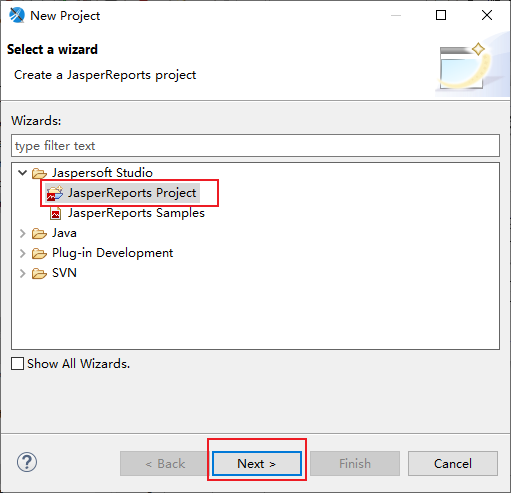 New Project
Select a wizard
Create a JasperReports project
Wizards:
type filter text
Jaspersoft Studio
JasperReports Project
JasperReports Samples
Java
Plug-in Development
SVN
Show All Wizards.
? < Back Next > Finish Cancel